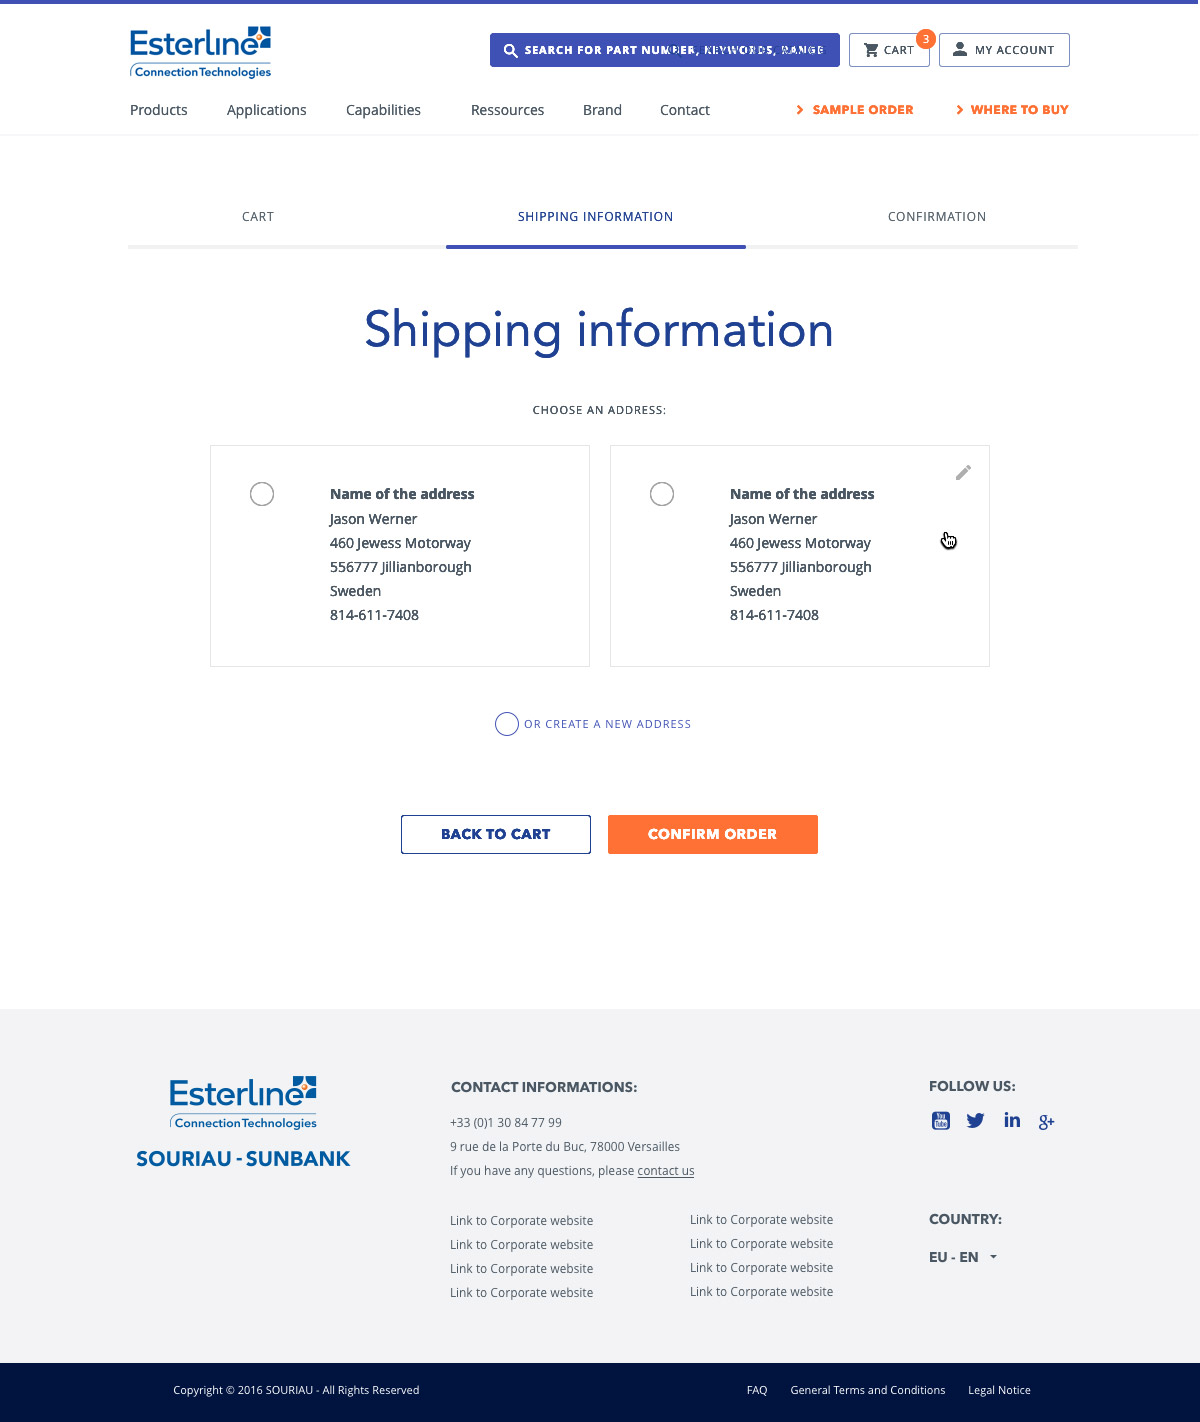 Esterline
Connection Technologies
SEARCH FOR PART NUMBER, KEYWORDS, RANGE
CART
3
MY ACCOUNT
Products
Applications
Capabilities
Ressources
Brand
Contact
SAMPLE ORDER
WHERE TO BUY
CART
SHIPPING INFORMATION
CONFIRMATION
Shipping information
CHOOSE AN ADDRESS:
Name of the address
Jason Werner
460 Jewess Motorway
556777 Jillianborough
Sweden
814-611-7408
Name of the address
Jason Werner
460 Jewess Motorway
556777 Jillianborough
Sweden
814-611-7408
OR CREATE A NEW ADDRESS
BACK TO CART
CONFIRM ORDER
Esterline
Connection Technologies
SOURIAU - SUNBANK
CONTACT INFORMATIONS:
+33 (0)1 30 84 77 99
9 rue de la Porte du Buc, 78000 Versailles
If you have any questions, please contact us
Link to Corporate website
Link to Corporate website
Link to Corporate website
Link to Corporate website
Link to Corporate website
Link to Corporate website
Link to Corporate website
Link to Corporate website
FOLLOW US:
You
Tube
in
g+
COUNTRY:
EU - EN
Copyright © 2016 SOURIAU - All Rights Reserved
FAQ
General Terms and Conditions
Legal Notice